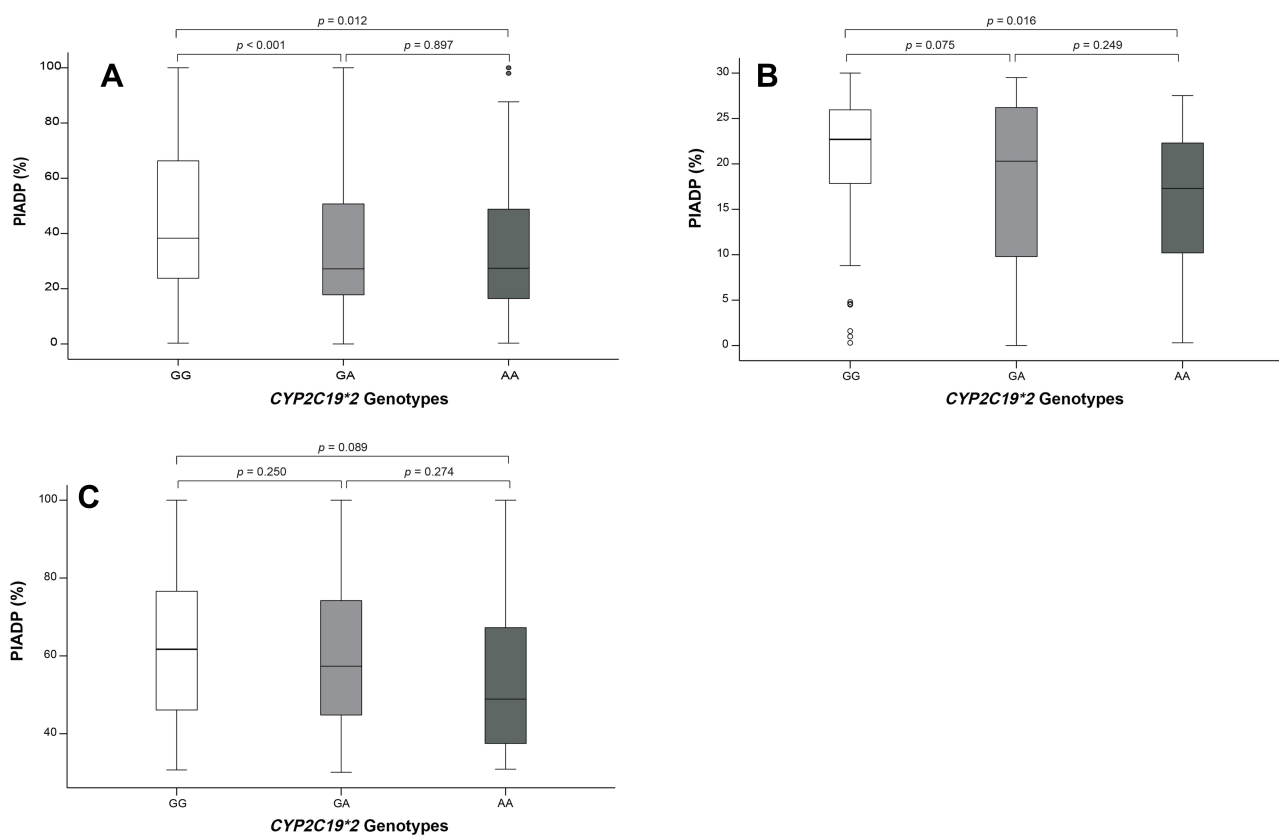 p = 0.012
p < 0.001
p = 0.897
A
100
80
60
40
20
0
PIADP (%)
GG
GA
AA
CYP2C19*2 Genotypes
p = 0.016
p = 0.075
p = 0.249
B
30
25
20
15
10
5
0
PIADP (%)
GG
GA
AA
CYP2C19*2 Genotypes
p = 0.089
p = 0.250
p = 0.274
C
100
80
60
40
PIADP (%)
GG
GA
AA
CYP2C19*2 Genotypes